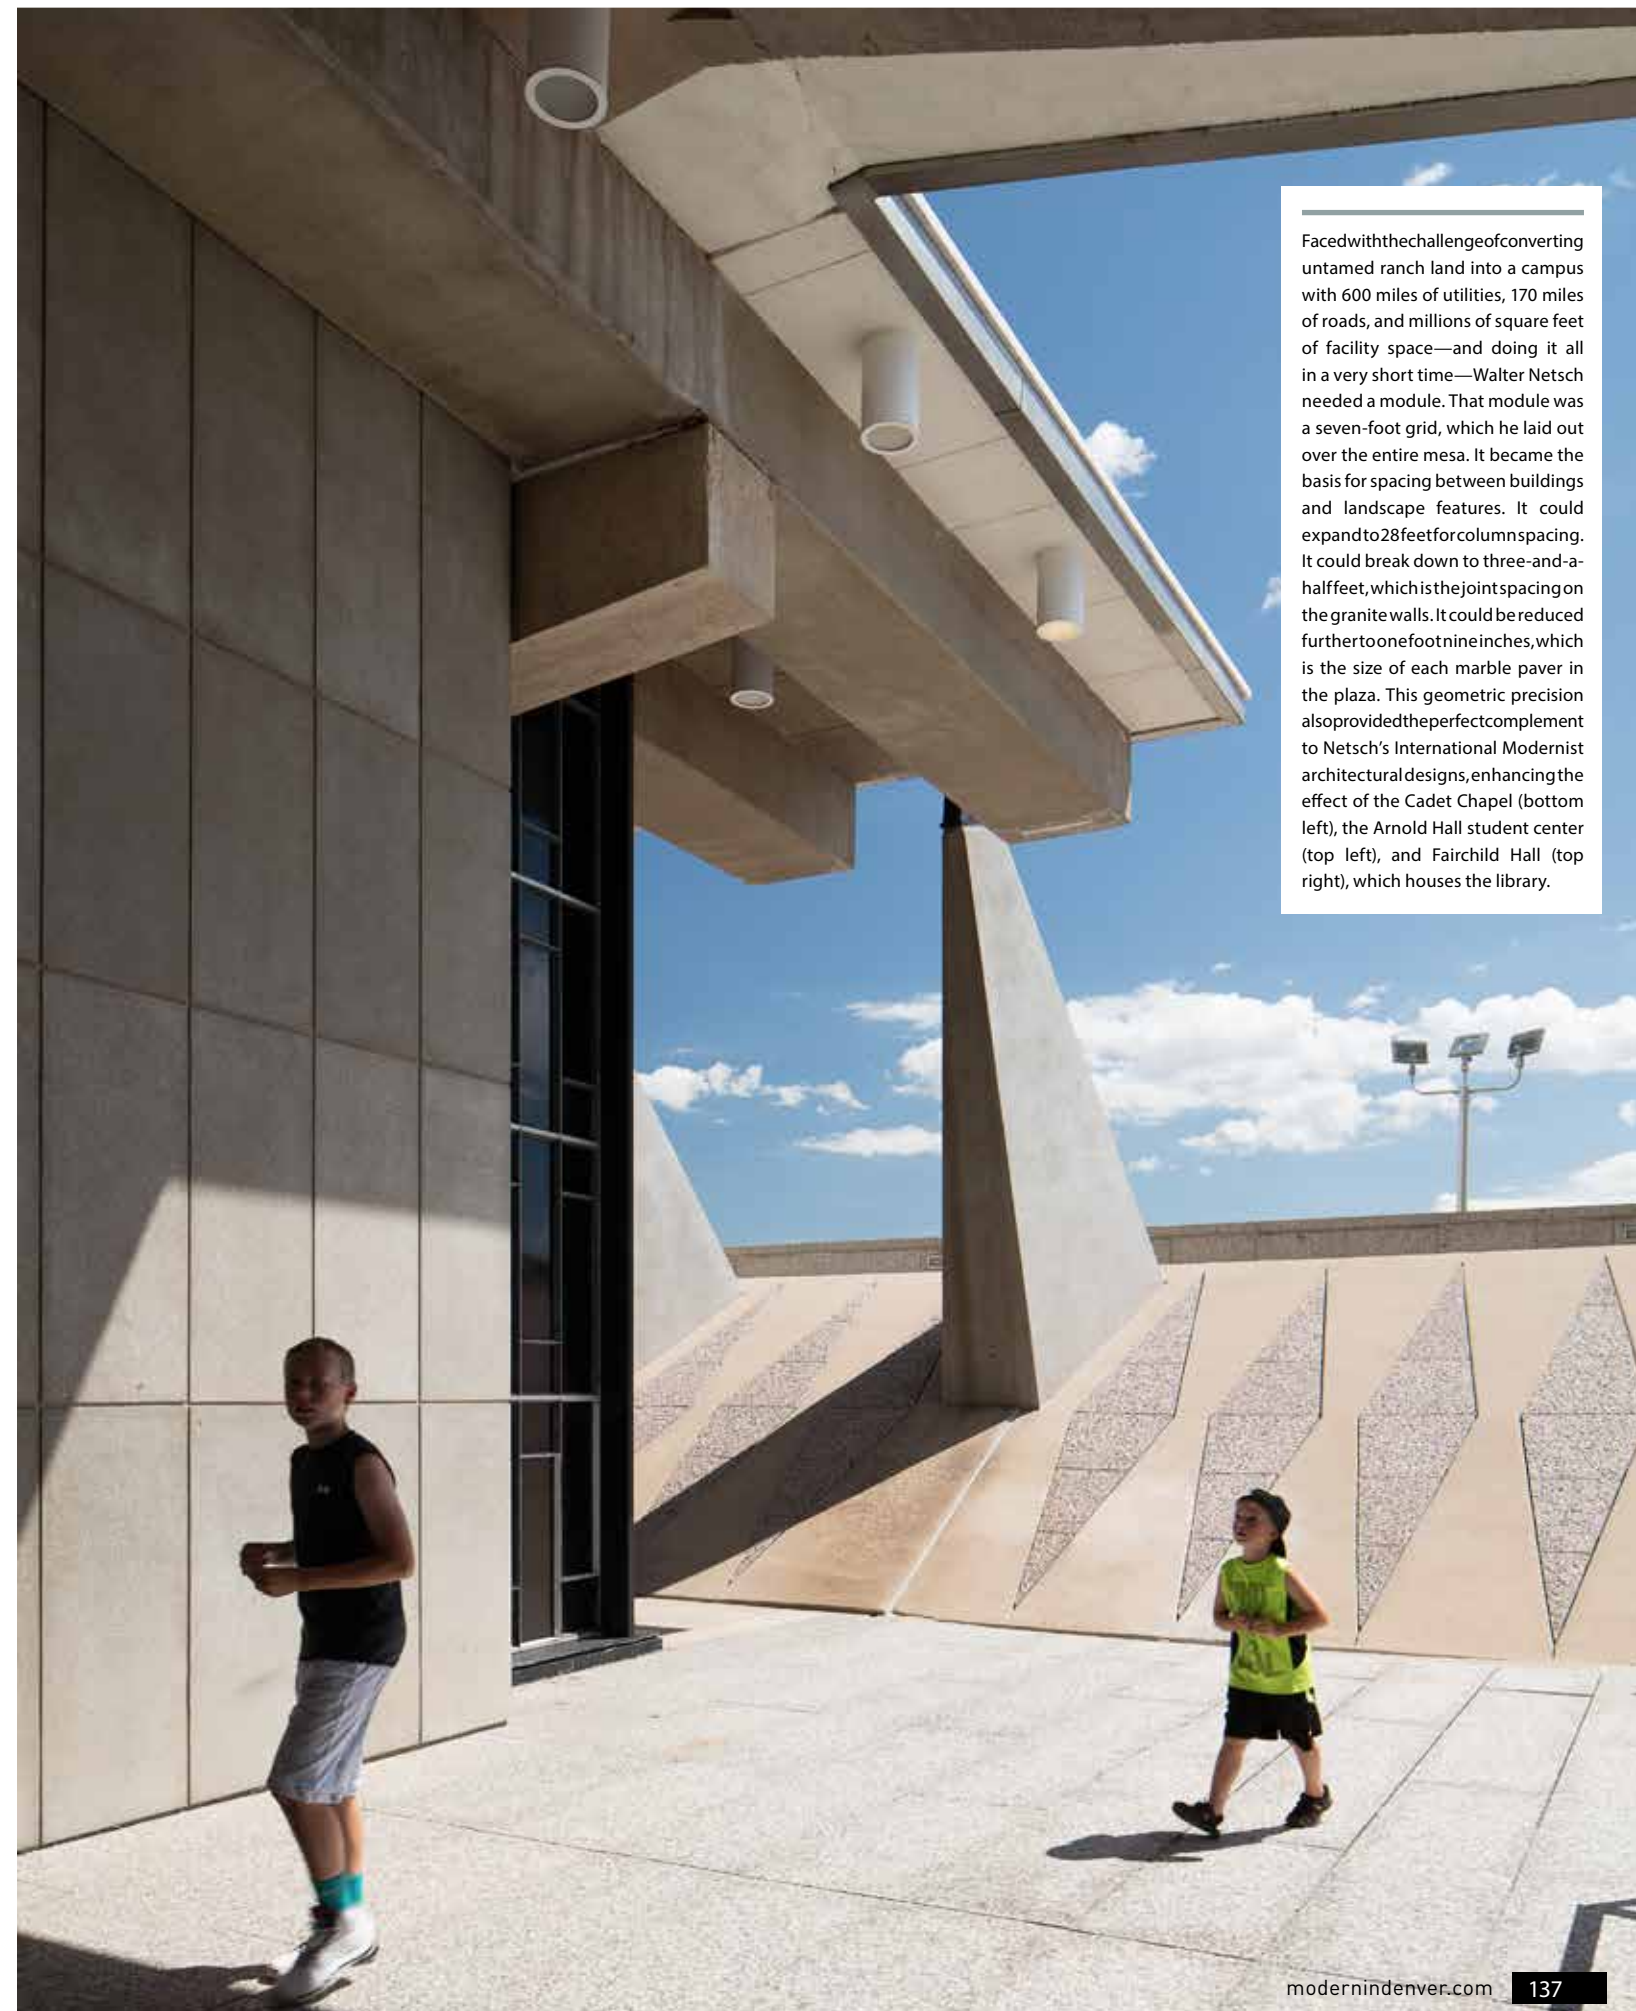 Facedwiththechallengeofconverting
untamed ranch land into a campus
with 600 miles of utilities, 170 miles
of roads, and millions of square feet
of facility space—and doing it all
in a very short time—Walter Netsch
needed a module. That module was
a seven-foot grid, which he laid out
over the entire mesa. It became the
basis for spacing between buildings
and landscape features. It could
expandto28feetforcolumnspacing.
It could break down to three-and-a-
halffeet,whichisthejointspacingon
thegranitewalls.Itcouldbereduced
furthertoonefootnineinches,which
is the size of each marble paver in
the plaza. This geometric precision
alsoprovidedtheperfectcomplement
to Netsch’s International Modernist
architecturaldesigns,enhancingthe
effect of the Cadet Chapel (bottom
left), the Arnold Hall student center
(top left), and Fairchild Hall (top
right), which houses the library.
modernindenver.com 137